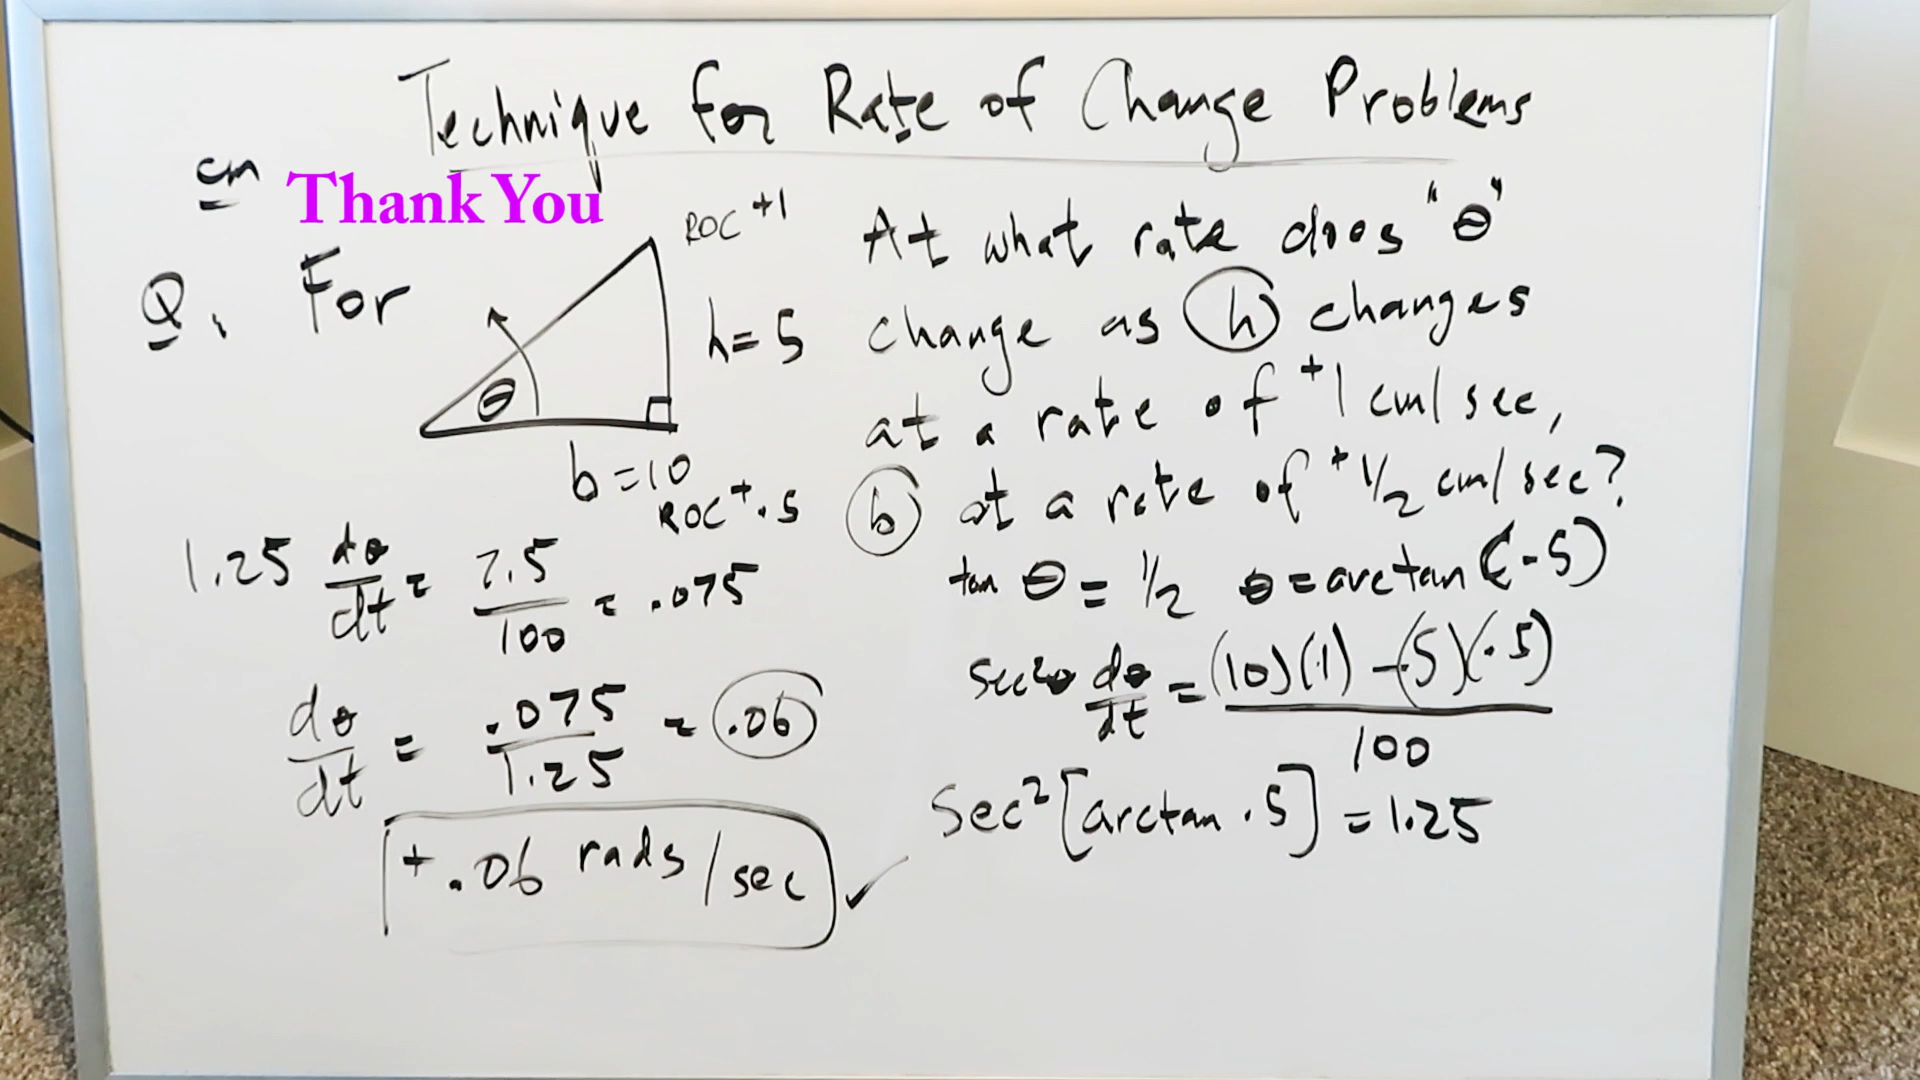 Technique for Rate of Change Problems
cm
Thank You
Q. For
ROC +1
h=5
θ
b=10
ROC +.5
At what rate does "θ"
change as h changes
at a rate of +1 cm/sec,
b at a rate of +1/2 cm/sec?
tan θ = 1/2 θ=arctan(.5)
sec²θ dθ/dt = (10)(1) - (5)(.5)/100
Sec²[arctan .5] = 1.25
1.25 dθ/dt = 7.5/100 = .075
dθ/dt = .075/1.25 = .06
+.06 rads/sec ✓